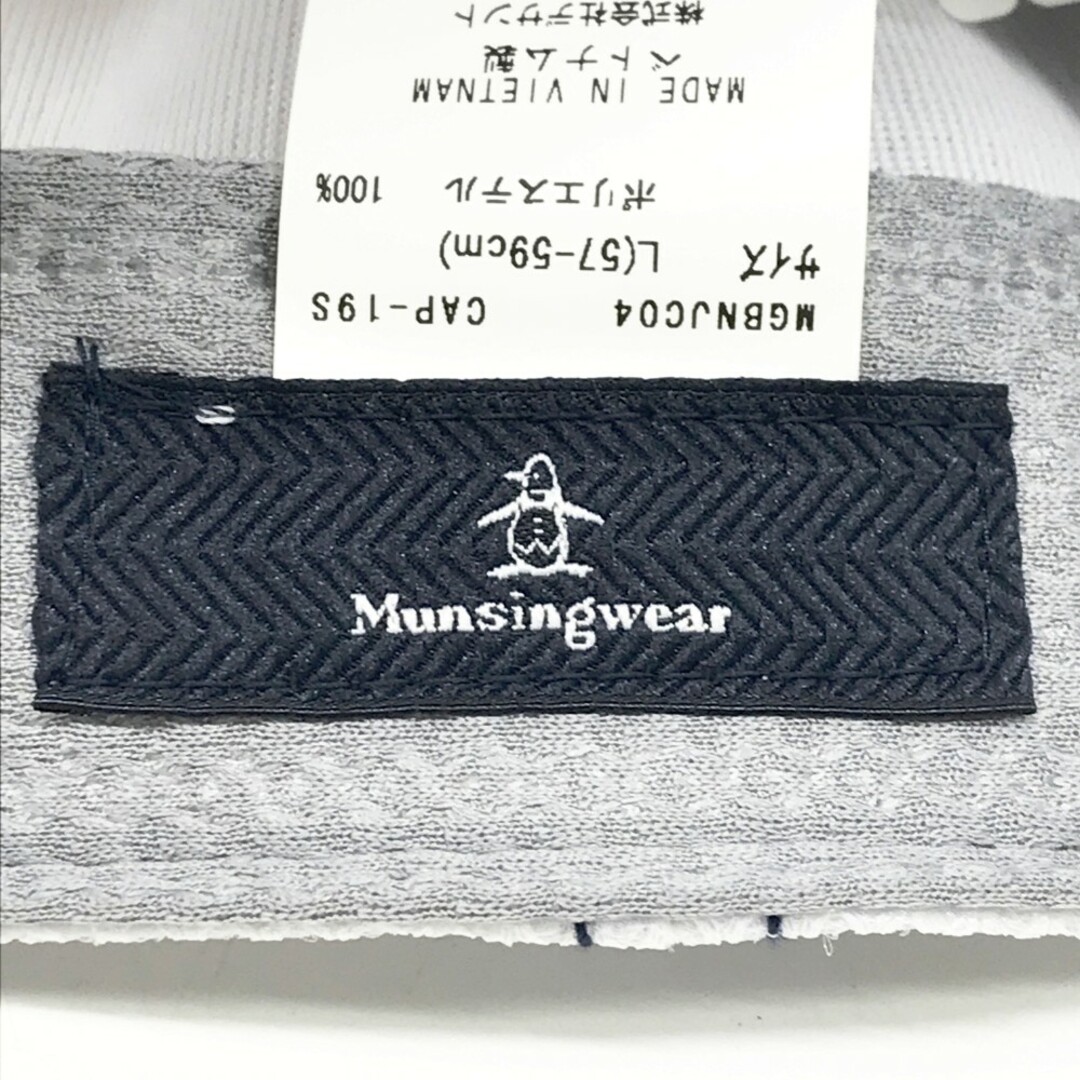 MGBNJC04 CAP-19S
サイズ L(57-59cm)
ポリエステル 100%
MADE IN VIETNAM
ベトナム製
株式会社デサント
Munsingwear